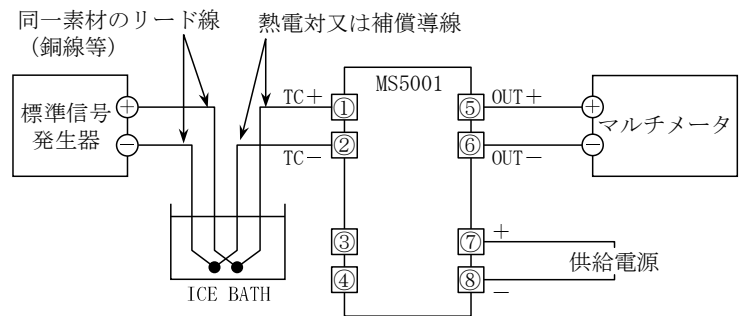 同一素材のリード線
（銅線等）
熱電対又は補償導線
標準信号
発生器
＋
－
TC＋
TC－
ICE BATH
MS5001
①
②
③
④
⑤
⑥
⑦
⑧
OUT＋
OUT－
＋
－
マルチメータ
＋
－
供給電源